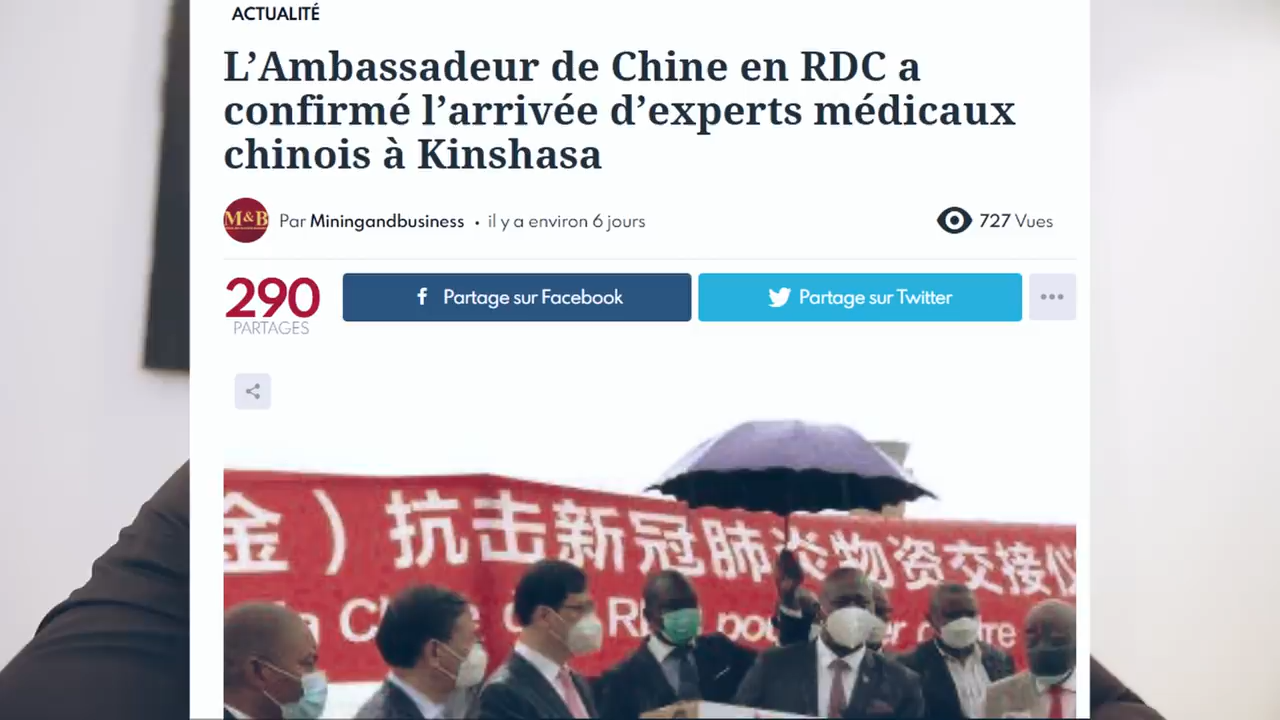 ACTUALITÉ
L’Ambassadeur de Chine en RDC a
confirmé l’arrivée d’experts médicaux
chinois à Kinshasa
M&B
Par Miningandbusiness • il y a environ 6 jours
727 Vues
290
PARTAGES
Partage sur Facebook
Partage sur Twitter
金）抗击新冠肺炎物资交接仪
la